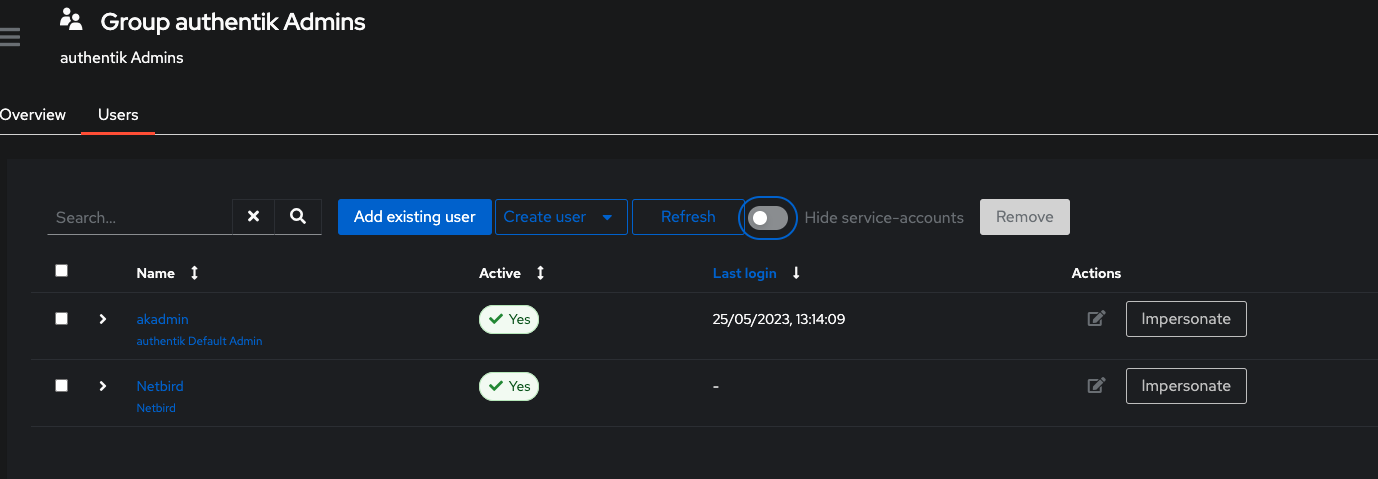 Group authentik Admins
authentik Admins
Overview Users
Search... Add existing user Create user Refresh Hide service-accounts Remove
Name Active Last login Actions
akadmin Yes 25/05/2023, 13:14:09 Impersonate
authentik Default Admin
Netbird Yes - Impersonate
Netbird